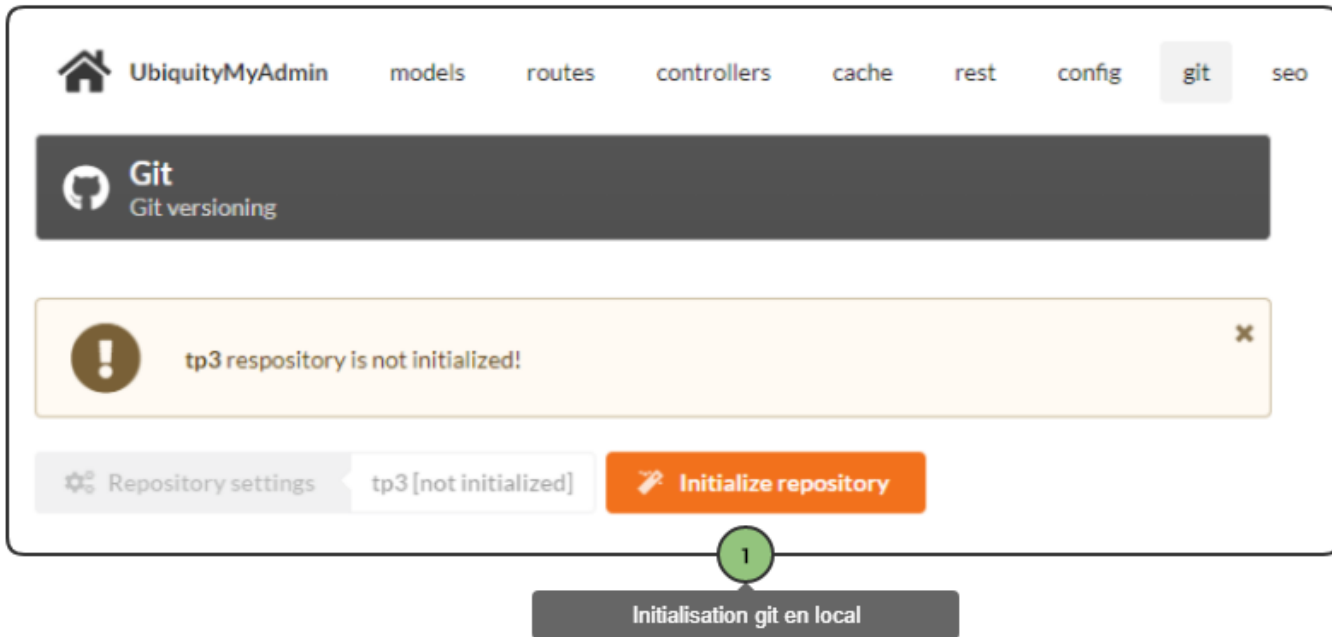 UbiquityMyAdmin models routes controllers cache rest config git seo
Git
Git versioning
tp3 respository is not initialized!
Repository settings tp3 [not initialized] Initialize repository
1
Initialisation git en local